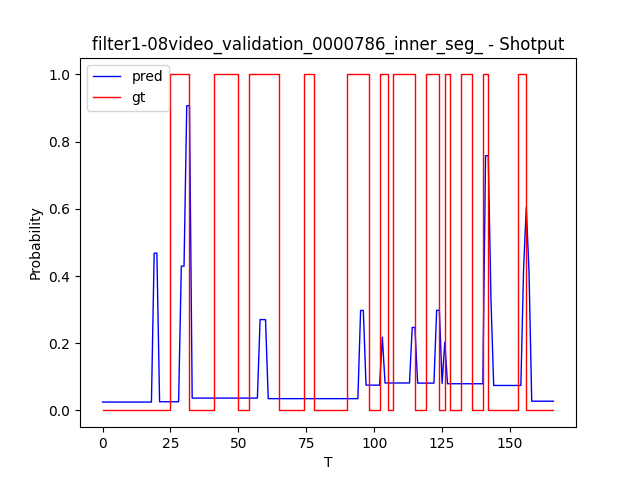 filter1-08video_validation_0000786_inner_seg_ - Shotput
pred
gt
1.0
0.8
0.6
0.4
0.2
0.0
Probability
0 25 50 75 100 125 150
T